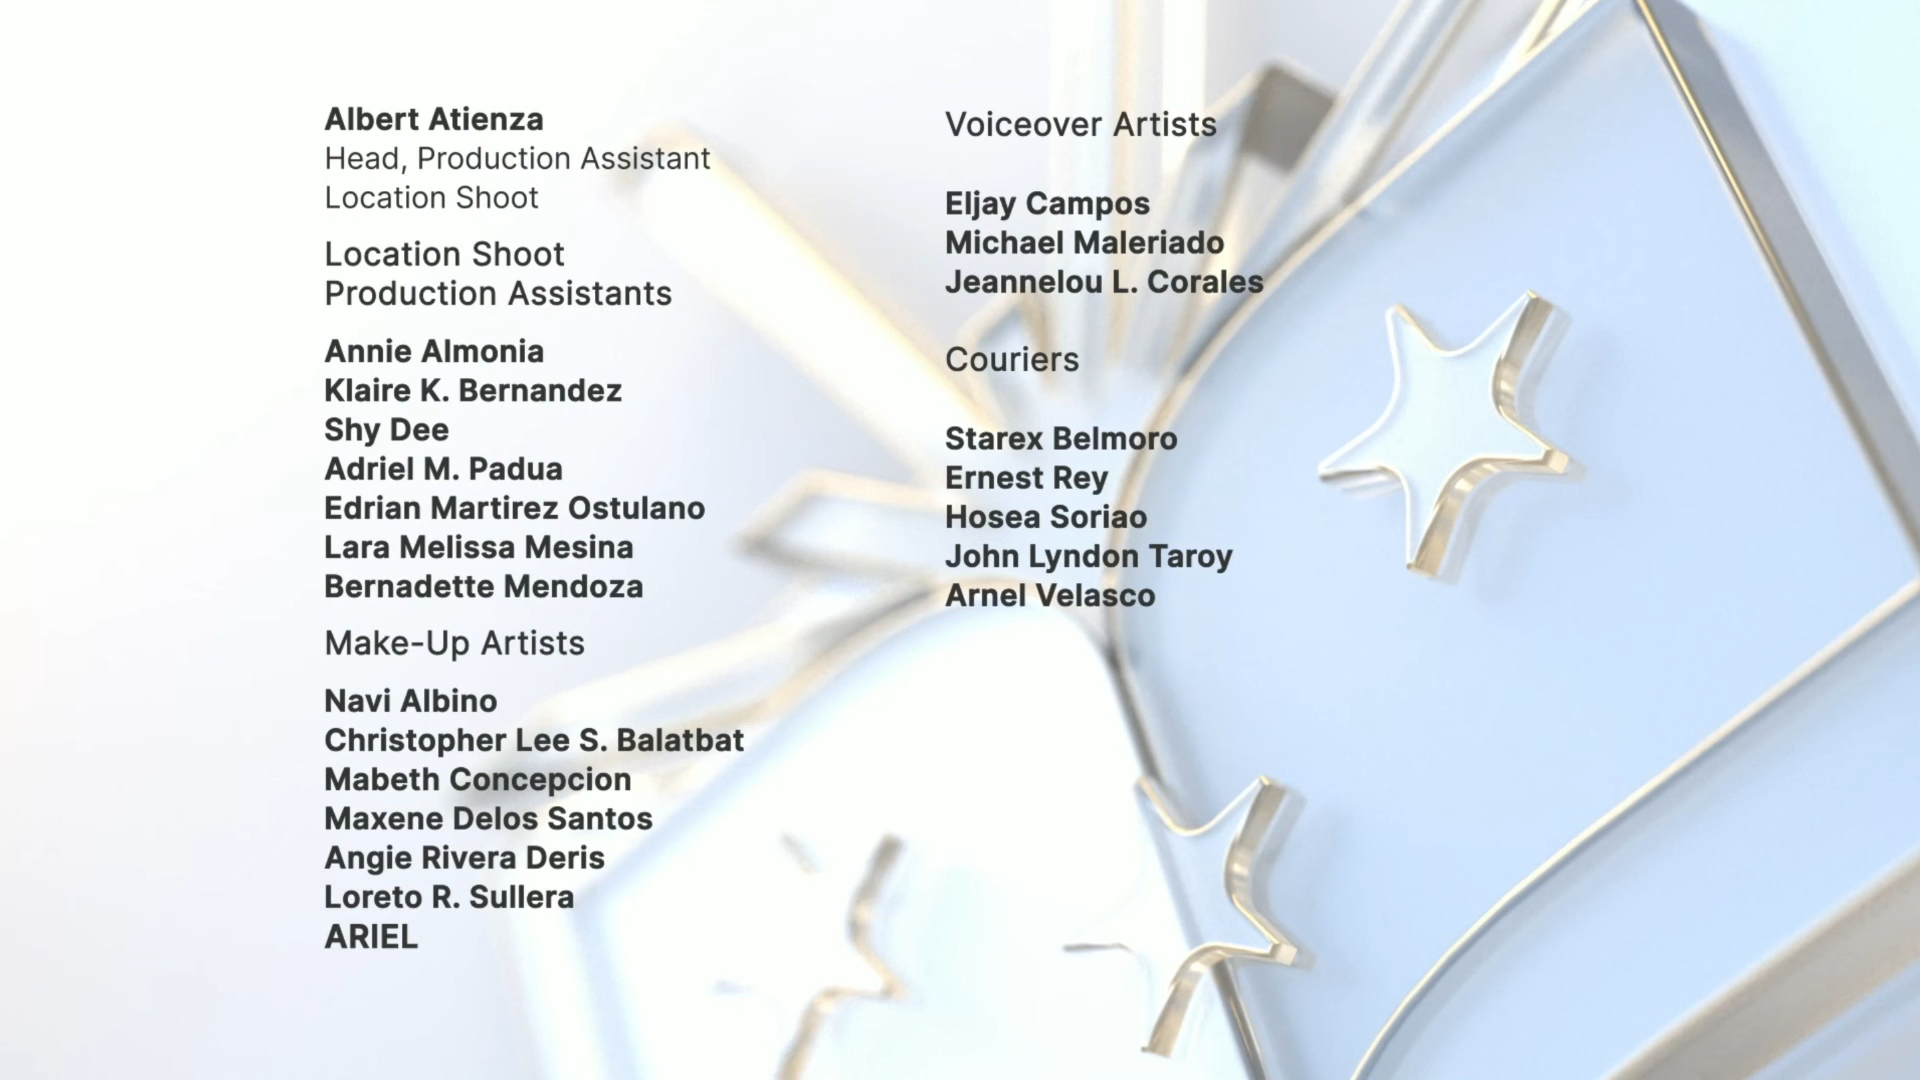 Albert Atienza
Head, Production Assistant
Location Shoot
Location Shoot
Production Assistants
Annie Almonia
Klaire K. Bernandez
Shy Dee
Adriel M. Padua
Edrian Martirez Ostulano
Lara Melissa Mesina
Bernadette Mendoza
Make-Up Artists
Navi Albino
Christopher Lee S. Balatbat
Mabeth Concepcion
Maxene Delos Santos
Angie Rivera Deris
Loreto R. Sullera
ARIEL
Voiceover Artists
Eljay Campos
Michael Maleriado
Jeannelou L. Corales
Couriers
Starex Belmoro
Ernest Rey
Hosea Soriao
John Lyndon Taroy
Arnel Velasco